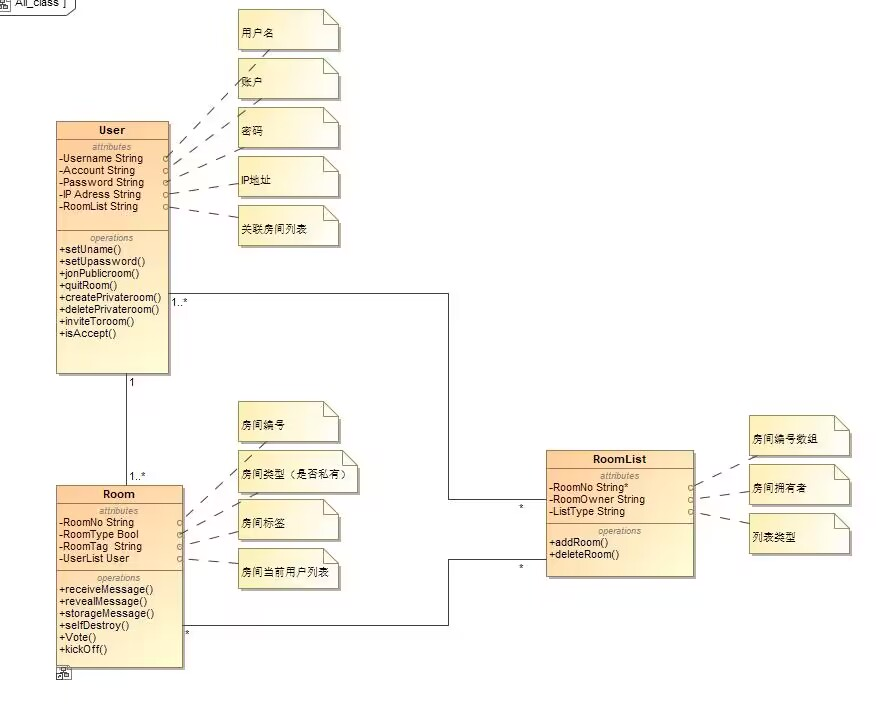 All_class ]
用户名
账户
密码
IP地址
关联房间列表
User
attributes
-Username String
-Account String
-Password String
-IP Adress String
-RoomList String
operations
+setUname()
+setUpassword()
+jonPublicroom()
+quitRoom()
+createPrivateroom()
+deletePrivateroom()
+inviteToroom()
+isAccept()
1..*
1
1..*
房间编号
房间类型（是否私有）
房间标签
房间当前用户列表
Room
attributes
-RoomNo String
-RoomType Bool
-RoomTag String
-UserList User
operations
+receiveMessage()
+revealMessage()
+storageMessage()
+selfDestroy()
+Vote()
+kickOff()
*
*
*
RoomList
attributes
-RoomNo String*
-RoomOwner String
-ListType String
operations
+addRoom()
+deleteRoom()
房间编号数组
房间拥有者
列表类型